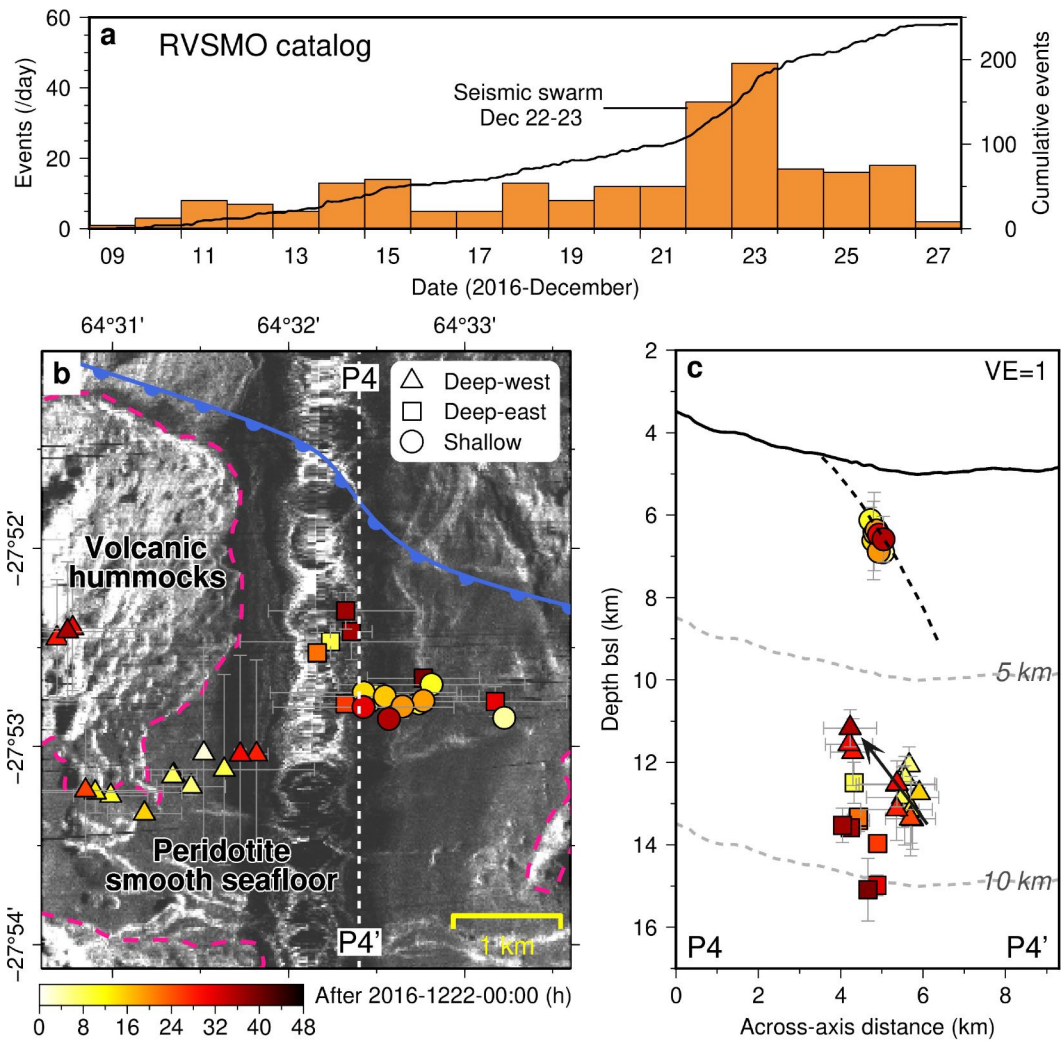 a
RVSMO catalog
Seismic swarm
Dec 22-23
Events (/day)
60
40
20
0
Cumulative events
200
100
0
09 11 13 15 17 19 21 23 25 27
Date (2016-December)
64°31' 64°32' 64°33'
b
P4
Deep-west
Deep-east
Shallow
−27°52'
−27°53'
−27°54'
Volcanic
hummocks
Peridotite
smooth seafloor
P4'
1 km
0 8 16 24 32 40 48
After 2016-1222-00:00 (h)
c
VE=1
2
4
6
8
10
12
14
16
Depth bsl (km)
5 km
10 km
P4 P4'
0 2 4 6 8
Across-axis distance (km)